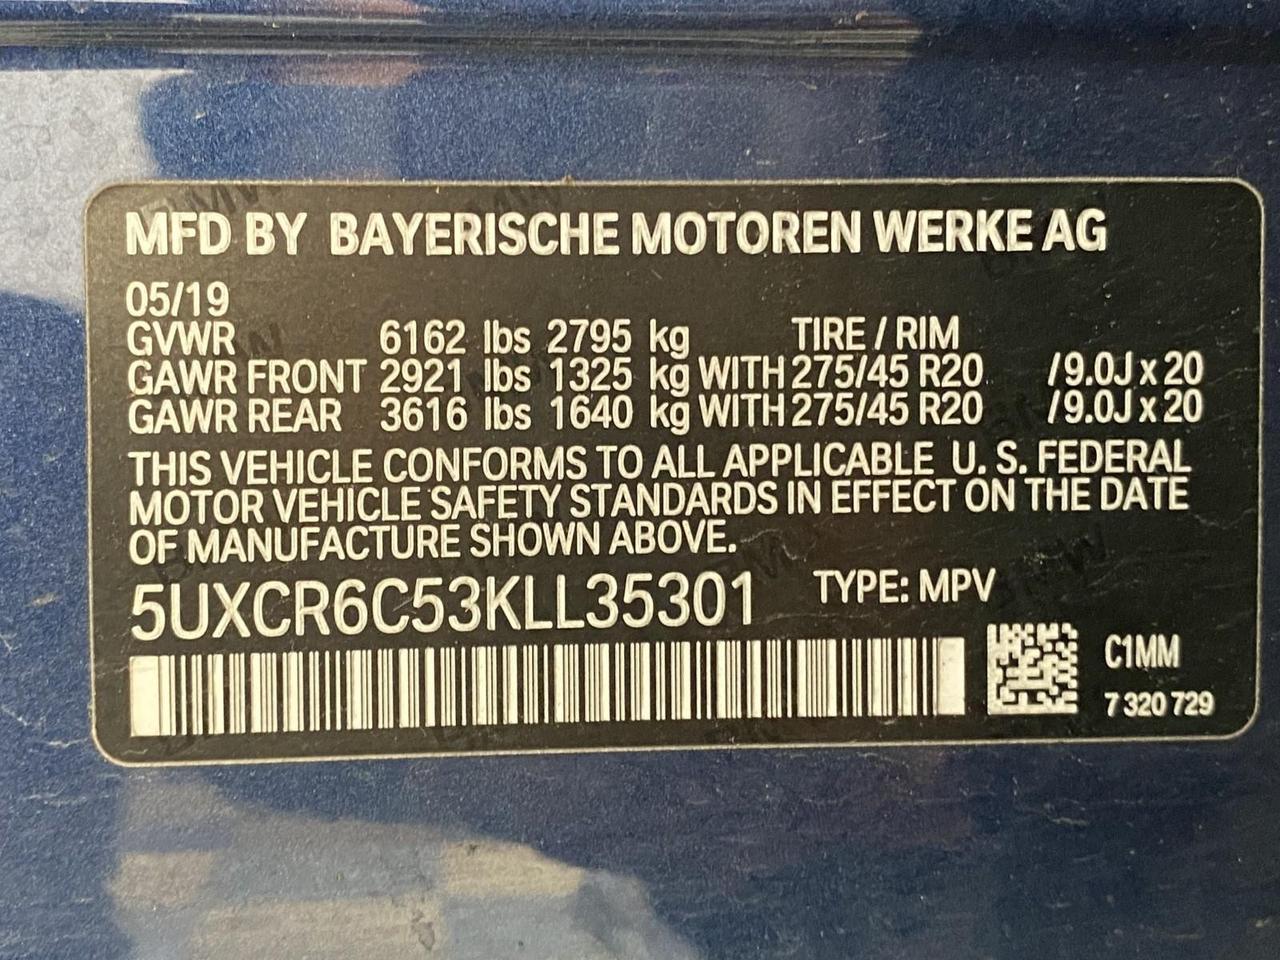 MFD BY BAYERISCHE MOTOREN WERKE AG
05/19
GVWR 6162 lbs 2795 kg TIRE / RIM
GAWR FRONT 2921 lbs 1325 kg WITH 275/45 R20 /9.0J x 20
GAWR REAR 3616 lbs 1640 kg WITH 275/45 R20 /9.0J x 20
THIS VEHICLE CONFORMS TO ALL APPLICABLE U. S. FEDERAL
MOTOR VEHICLE SAFETY STANDARDS IN EFFECT ON THE DATE
OF MANUFACTURE SHOWN ABOVE.
5UXCR6C53KLL35301 TYPE: MPV
C1MM
7 320 729